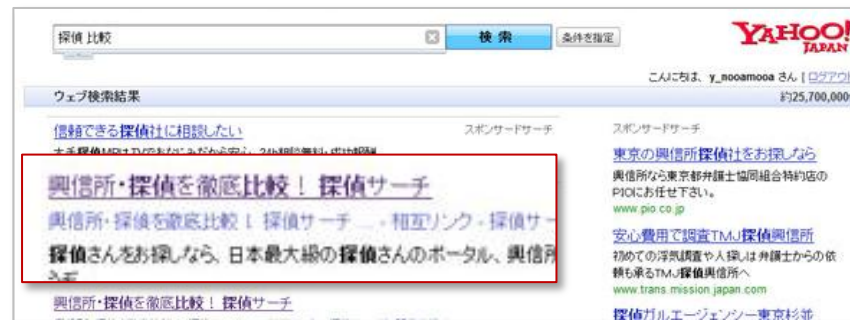 探偵 比較
検索
条件を指定
YAHOO!
JAPAN
こんにちは、y_nooamooa さん [ログアウ
ウェブ検索結果
約25,700,000
信頼できる探偵社に相談したい
スポンサードサーチ
興信所・探偵を徹底比較! 探偵サーチ
興信所・探偵を徹底比較! 探偵サーチ ... - 相互リンク - 探偵サー
探偵さんをお探しなら、日本最大級の探偵さんのポータル、興信所
興信所・探偵を徹底比較! 探偵サーチ
スポンサードサーチ
東京の興信所探偵社をお探しなら
興信所なら東京都弁護士協同組合特約店の
PIOにお任せ下さい。
www.pio.co.jp
安心費用で調査TMJ探偵興信所
初めての浮気調査や人探しは弁護士からの依
頼も承るTMJ探偵興信所へ
www.trans.mission.japan.com
探偵ガルエージェンシー東京杉並